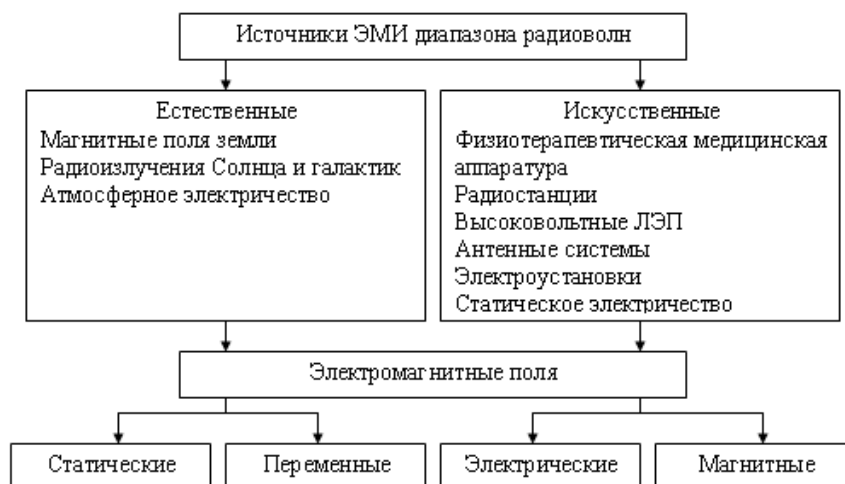 Источники ЭМИ диапазона радиоволн
Естественные
Магнитные поля земли
Радиоизлучения Солнца и галактик
Атмосферное электричество
Искусственные
Физиотерапевтическая медицинская
аппаратура
Радиостанции
Высоковольтные ЛЭП
Антенные системы
Электроустановки
Статическое электричество
Электромагнитные поля
Статические
Переменные
Электрические
Магнитные